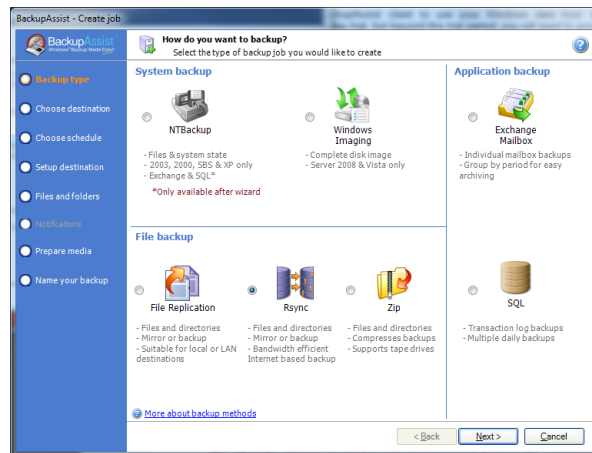 BackupAssist - Create job
BackupAssist
Windows® Backup Made Easy!
How do you want to backup?
Select the type of backup job you would like to create
Backup type
Choose destination
Choose schedule
Setup destination
Files and folders
Notifications
Prepare media
Name your backup
System backup
NTBackup
- Files & system state
- 2003, 2000, SBS & XP only
- Exchange & SQL*
*Only available after wizard
Windows
Imaging
- Complete disk image
- Server 2008 & Vista only
Application backup
Exchange
Mailbox
- Individual mailbox backups
- Group by period for easy
archiving
File backup
File Replication
- Files and directories
- Mirror or backup
- Suitable for local or LAN
destinations
Rsync
- Files and directories
- Mirror or backup
- Bandwidth efficient
Internet based backup
Zip
- Files and directories
- Compresses backups
- Supports tape drives
SQL
- Transaction log backups
- Multiple daily backups
More about backup methods
< Back
Next >
Cancel